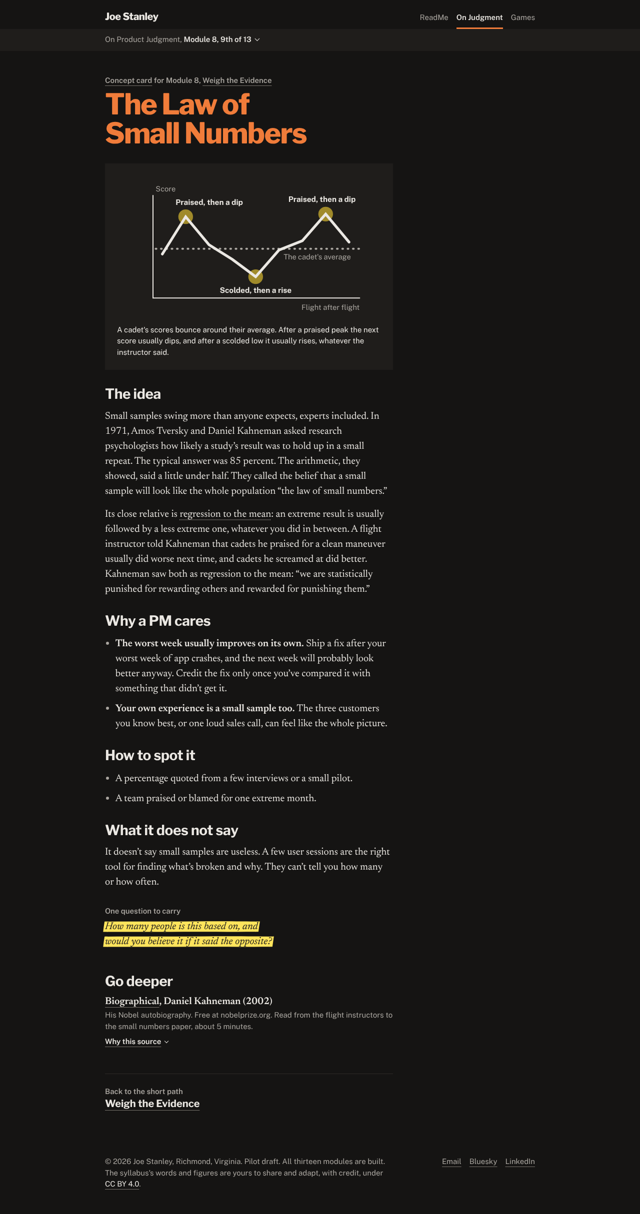 Joe Stanley
ReadMe On Judgment Games
On Product Judgment, Module 8, 9th of 13
Concept card for Module 8, Weigh the Evidence
The Law of
Small Numbers
Score
Praised, then a dip
Praised, then a dip
The cadet's average
Scolded, then a rise
Flight after flight
A cadet's scores bounce around their average. After a praised peak the next
score usually dips, and after a scolded low it usually rises, whatever the
instructor said.
The idea
Small samples swing more than anyone expects, experts included. In
1971, Amos Tversky and Daniel Kahneman asked research
psychologists how likely a study's result was to hold up in a small
repeat. The typical answer was 85 percent. The arithmetic, they
showed, said a little under half. They called the belief that a small
sample will look like the whole population “the law of small numbers.”
Its close relative is regression to the mean: an extreme result is usually
followed by a less extreme one, whatever you did in between. A flight
instructor told Kahneman that cadets he praised for a clean maneuver
usually did worse next time, and cadets he screamed at did better.
Kahneman saw both as regression to the mean: “we are statistically
punished for rewarding others and rewarded for punishing them.”
Why a PM cares
• The worst week usually improves on its own. Ship a fix after your
worst week of app crashes, and the next week will probably look
better anyway. Credit the fix only once you've compared it with
something that didn't get it.
• Your own experience is a small sample too. The three customers
you know best, or one loud sales call, can feel like the whole picture.
How to spot it
• A percentage quoted from a few interviews or a small pilot.
• A team praised or blamed for one extreme month.
What it does not say
It doesn't say small samples are useless. A few user sessions are the right
tool for finding what's broken and why. They can't tell you how many
or how often.
One question to carry
How many people is this based on, and
would you believe it if it said the opposite?
Go deeper
Biographical, Daniel Kahneman (2002)
His Nobel autobiography. Free at nobelprize.org. Read from the flight instructors to
the small numbers paper, about 5 minutes.
Why this source
Back to the short path
Weigh the Evidence
© 2026 Joe Stanley, Richmond, Virginia. Pilot draft. All thirteen modules are built.
The syllabus's words and figures are yours to share and adapt, with credit, under
CC BY 4.0.
Email Bluesky LinkedIn